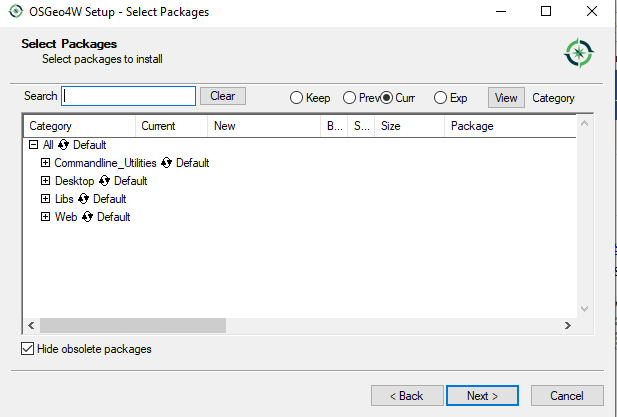 OSGeo4W Setup - Select Packages
Select Packages
Select packages to install
Search Clear Keep Prev Curr Exp View Category
Category Current New B... S... Size Package
All Default
Commandline_Utilities Default
Desktop Default
Libs Default
Web Default
Hide obsolete packages
< Back Next > Cancel